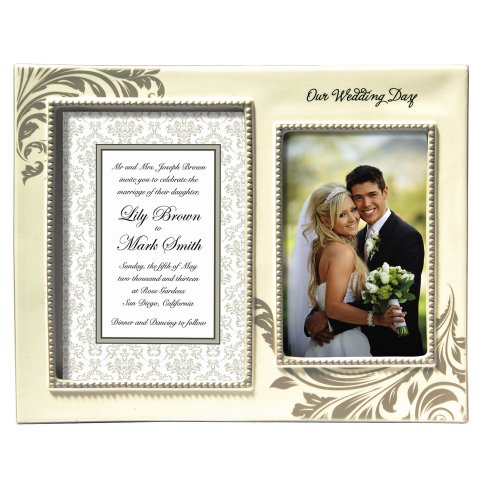 Our Wedding Day
Mr and Mrs. Joseph Brown
invite you to celebrate the
marriage of their daughter,
Lily Brown
to
Mark Smith
Sunday, the fifth of May
two thousand and thirteen
at Rose Gardens
San Diego, California
Dinner and Dancing to follow